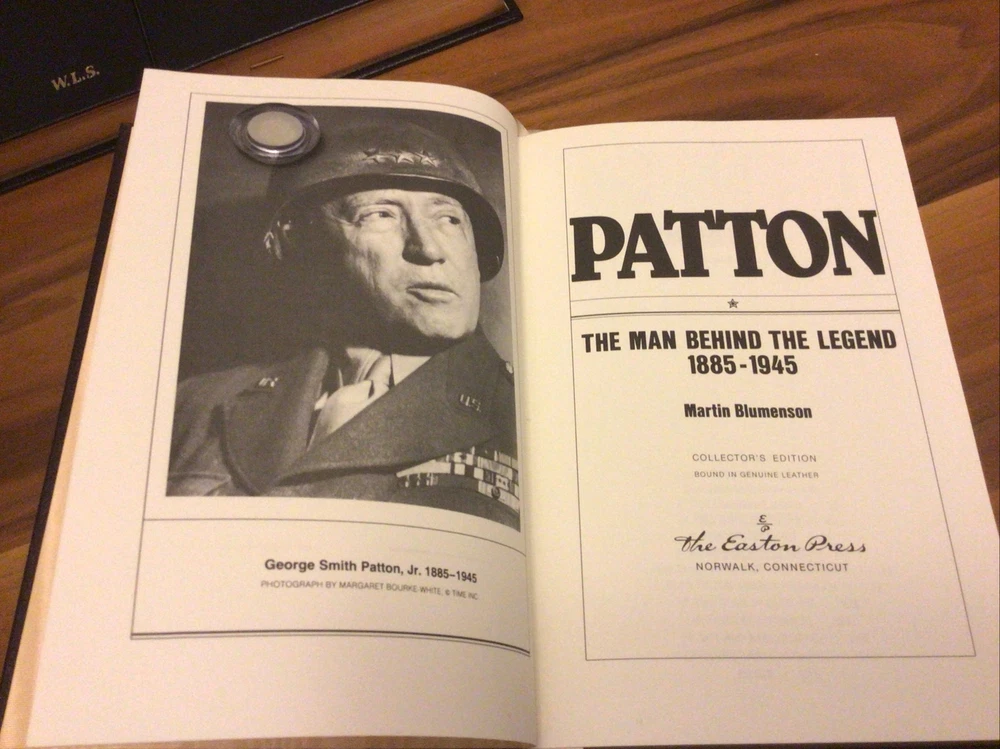 W.L.S.
U.S.
George Smith Patton, Jr. 1885–1945
PHOTOGRAPH BY MARGARET BOURKE-WHITE, © TIME INC.
PATTON
THE MAN BEHIND THE LEGEND
1885-1945
Martin Blumenson
COLLECTOR'S EDITION
BOUND IN GENUINE LEATHER
The Easton Press
NORWALK, CONNECTICUT